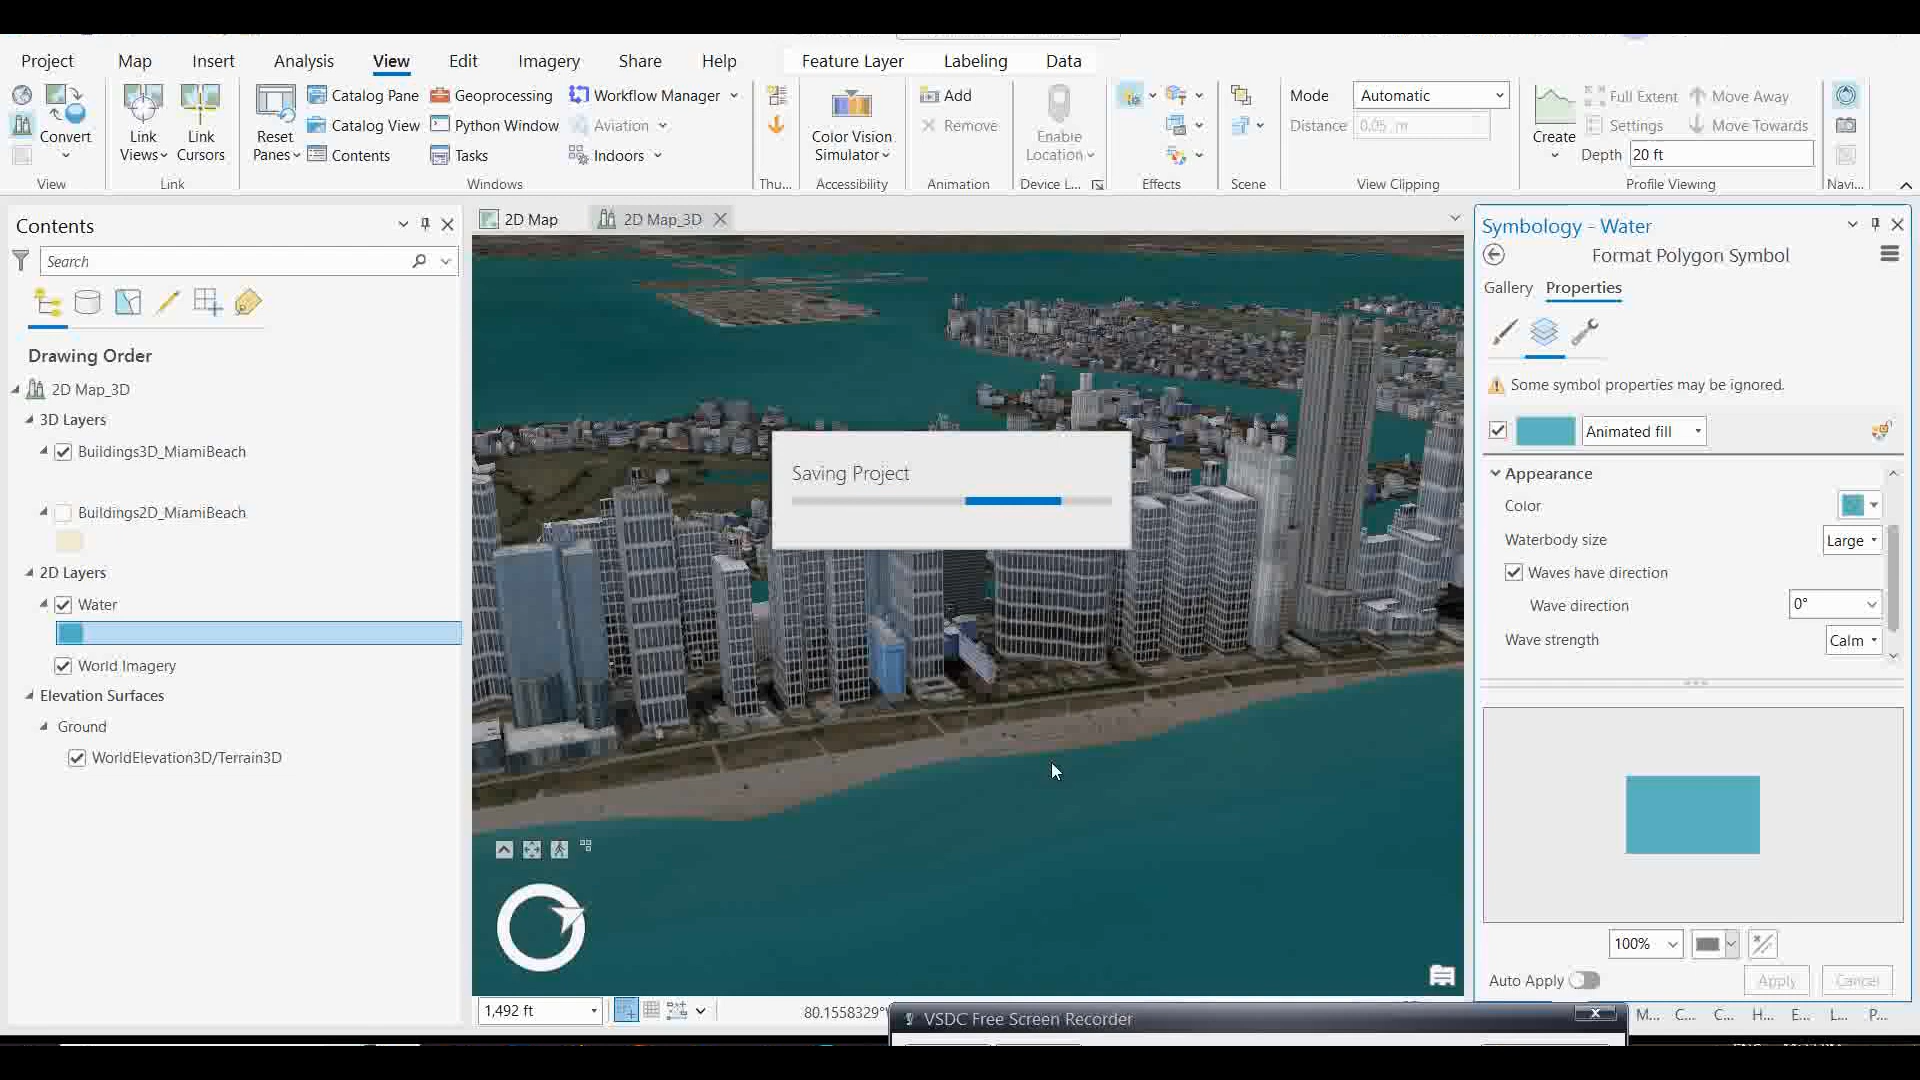 Project Map Insert Analysis View Edit Imagery Share Help Feature Layer Labeling Data
Convert
View
Link Views
Link Cursors
Link
Reset Panes
Catalog Pane
Catalog View
Contents
Geoprocessing
Python Window
Tasks
Workflow Manager
Aviation
Indoors
Windows
Thu...
Color Vision Simulator
Accessibility
Add
Remove
Animation
Enable Location
Device L...
Effects
Scene
Mode Automatic
Distance 0.05 m
View Clipping
Create
Full Extent
Settings
Move Away
Move Towards
Depth 20 ft
Profile Viewing
Navi...
Contents
Search
Drawing Order
2D Map_3D
3D Layers
Buildings3D_MiamiBeach
Buildings2D_MiamiBeach
2D Layers
Water
World Imagery
Elevation Surfaces
Ground
WorldElevation3D/Terrain3D
2D Map
2D Map_3D
Saving Project
1,492 ft
80.1558329°
VSDC Free Screen Recorder
Symbology - Water
Format Polygon Symbol
Gallery Properties
Some symbol properties may be ignored.
Animated fill
Appearance
Color
Waterbody size Large
Waves have direction
Wave direction 0°
Wave strength Calm
100%
Auto Apply
Apply Cancel
M... C... C... H... E... L... P...